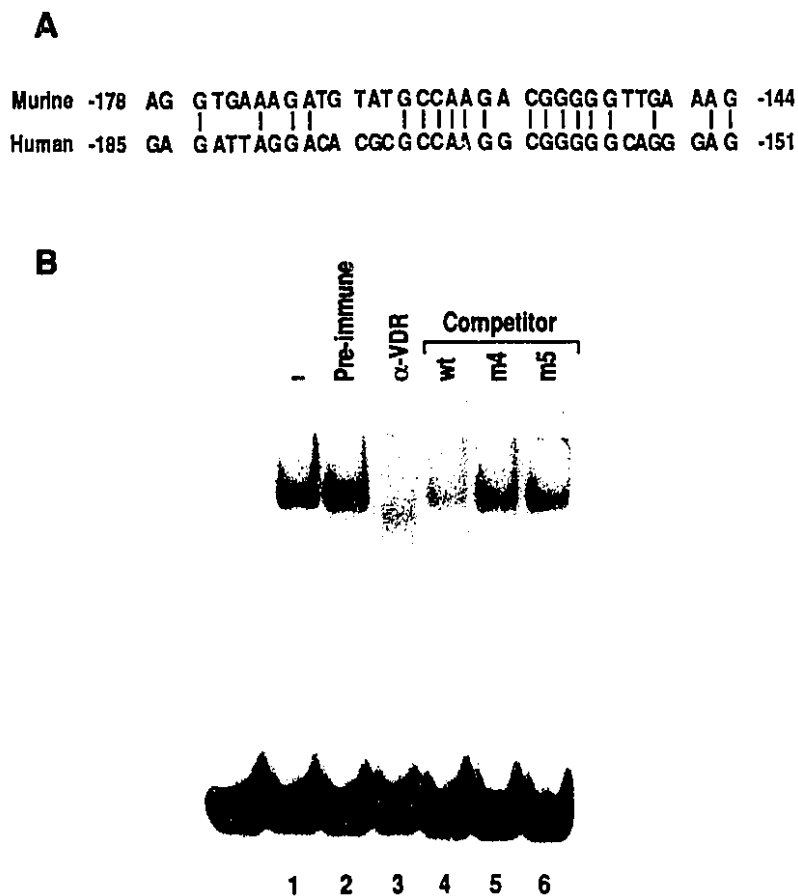 A
Murine -178 AG GTGAAAGATG TATGCCAAGA CGGGGGTTGA AAG -144
Human -185 GA GATTAGGACA CGCGCCAAGG CGGGGGCAGG GAG -151
B
–
Pre-immune
α-VDR
Competitor
wt
m4
m5
1 2 3 4 5 6